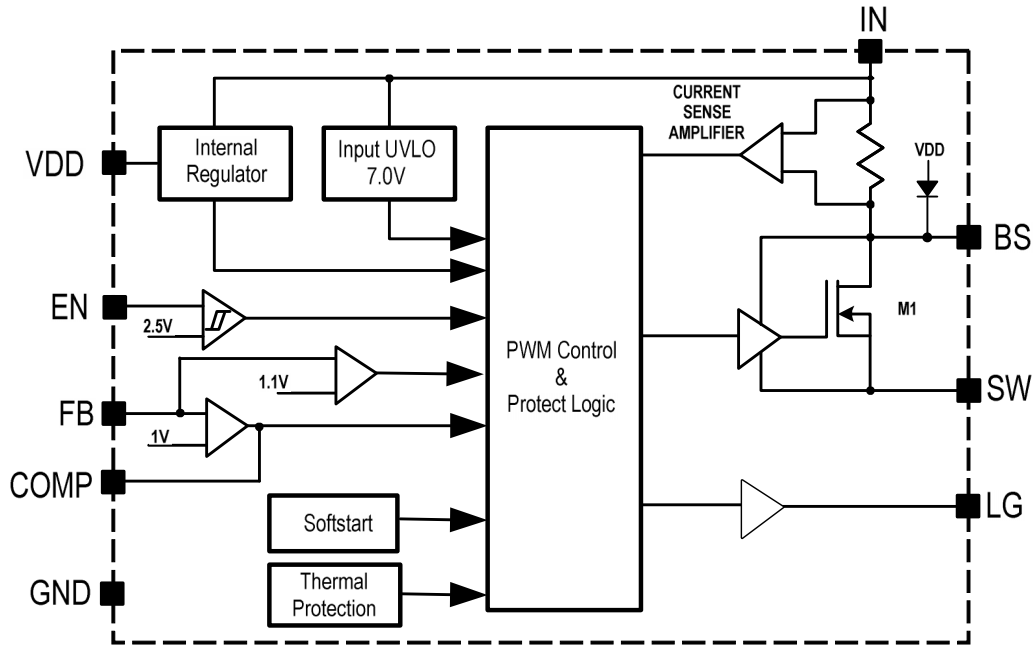 IN
CURRENT
SENSE
AMPLIFIER
Internal
Regulator
Input UVLO
7.0V
VDD
VDD
BS
EN
2.5V
M1
PWM Control
&
Protect Logic
1.1V
FB
1V
SW
COMP
LG
Softstart
Thermal
Protection
GND